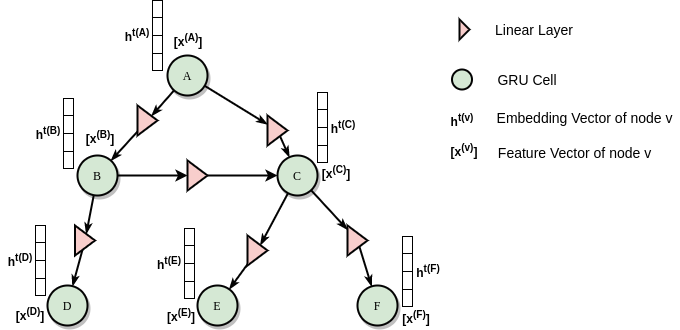 h^t(A)
[x^(A)]
A
Linear Layer
GRU Cell
h^t(B)
[x^(B)]
h^t(C)
h^t(v) Embedding Vector of node v
[x^(v)] Feature Vector of node v
B
C
[x^(C)]
h^t(D)
h^t(E)
h^t(F)
D
E
F
[x^(D)]
[x^(E)]
[x^(F)]